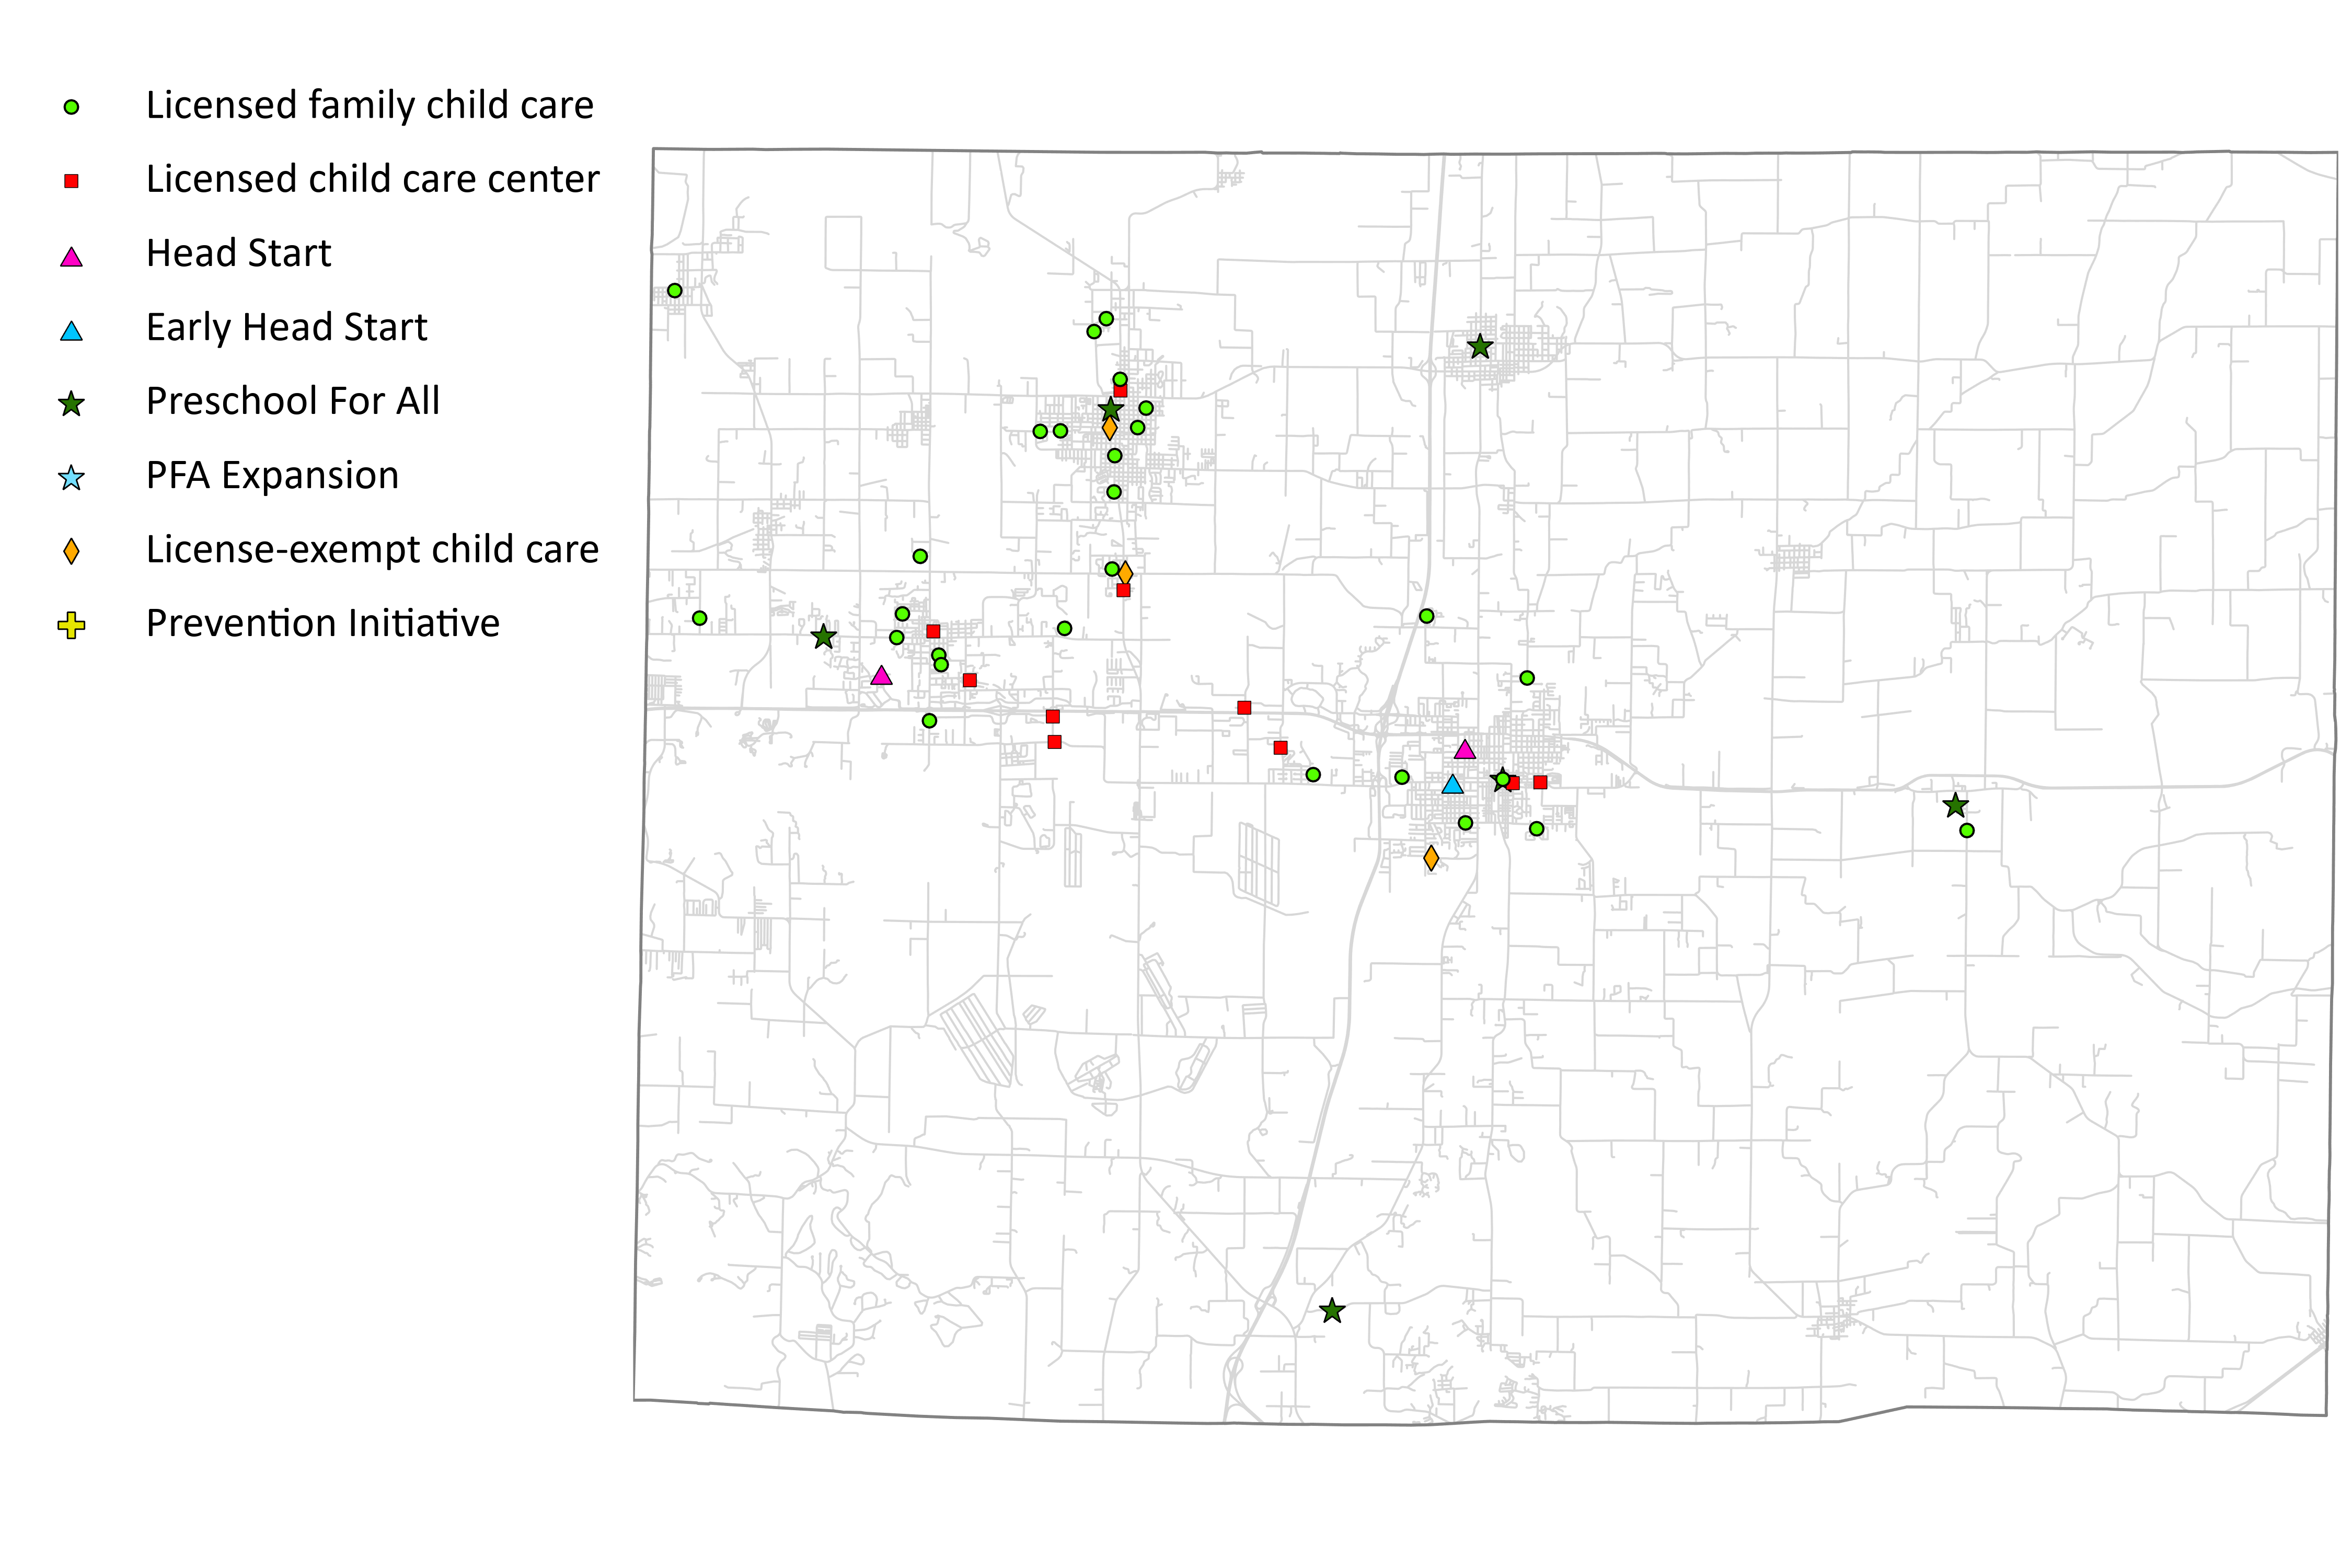 Licensed family child care
Licensed child care center
Head Start
Early Head Start
Preschool For All
PFA Expansion
License-exempt child care
Prevention Initiative